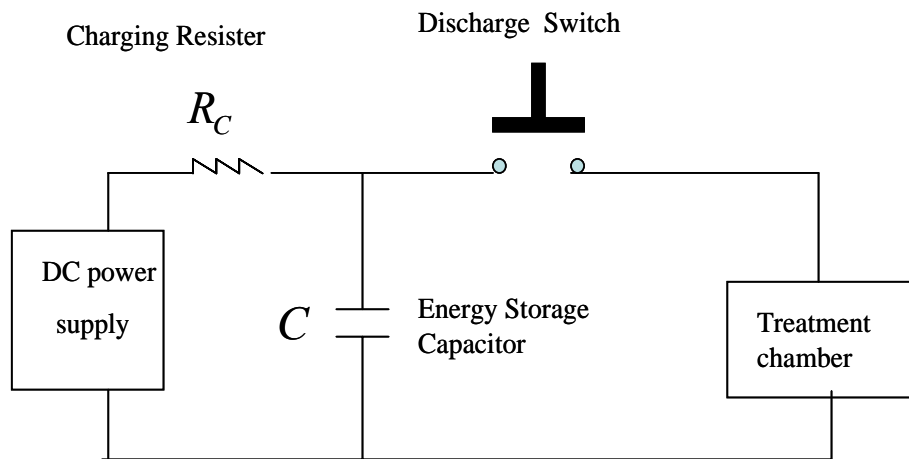 Charging Resister
Discharge Switch
R_C
DC power
supply
C
Energy Storage
Capacitor
Treatment
chamber